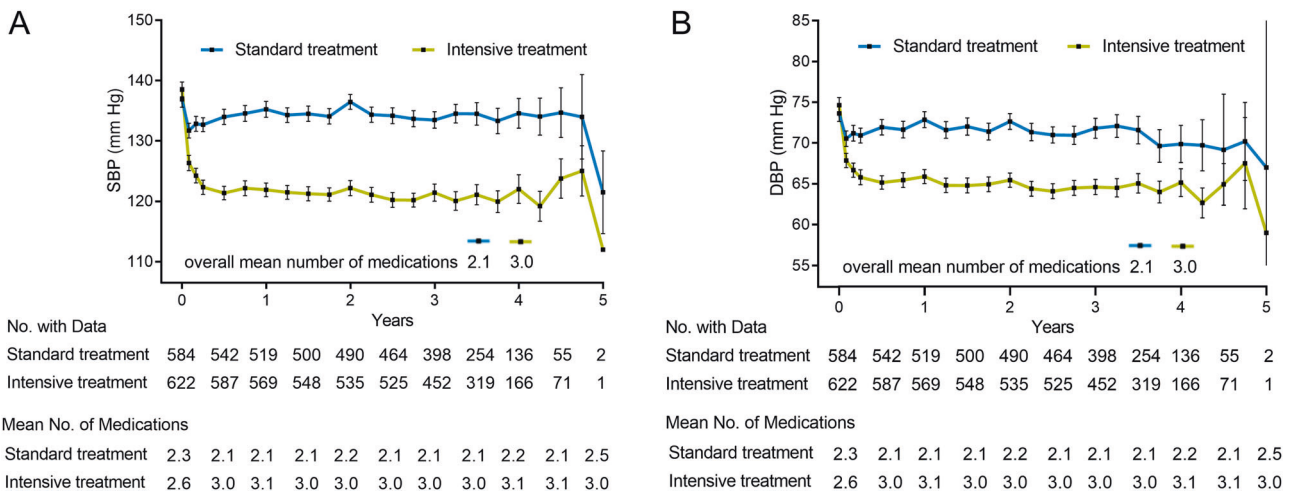 A
150
140
130
120
110
SBP (mm Hg)
Standard treatment
Intensive treatment
overall mean number of medications 2.1 3.0
0 1 2 3 4 5
Years
No. with Data
Standard treatment 584 542 519 500 490 464 398 254 136 55 2
Intensive treatment 622 587 569 548 535 525 452 319 166 71 1
Mean No. of Medications
Standard treatment 2.3 2.1 2.1 2.1 2.2 2.1 2.1 2.1 2.2 2.1 2.5
Intensive treatment 2.6 3.0 3.1 3.0 3.0 3.0 3.0 3.0 3.1 3.1 3.0
B
85
80
75
70
65
60
55
DBP (mm Hg)
Standard treatment
Intensive treatment
overall mean number of medications 2.1 3.0
0 1 2 3 4 5
Years
No. with Data
Standard treatment 584 542 519 500 490 464 398 254 136 55 2
Intensive treatment 622 587 569 548 535 525 452 319 166 71 1
Mean No. of Medications
Standard treatment 2.3 2.1 2.1 2.1 2.2 2.1 2.1 2.1 2.2 2.1 2.5
Intensive treatment 2.6 3.0 3.1 3.0 3.0 3.0 3.0 3.0 3.1 3.1 3.0